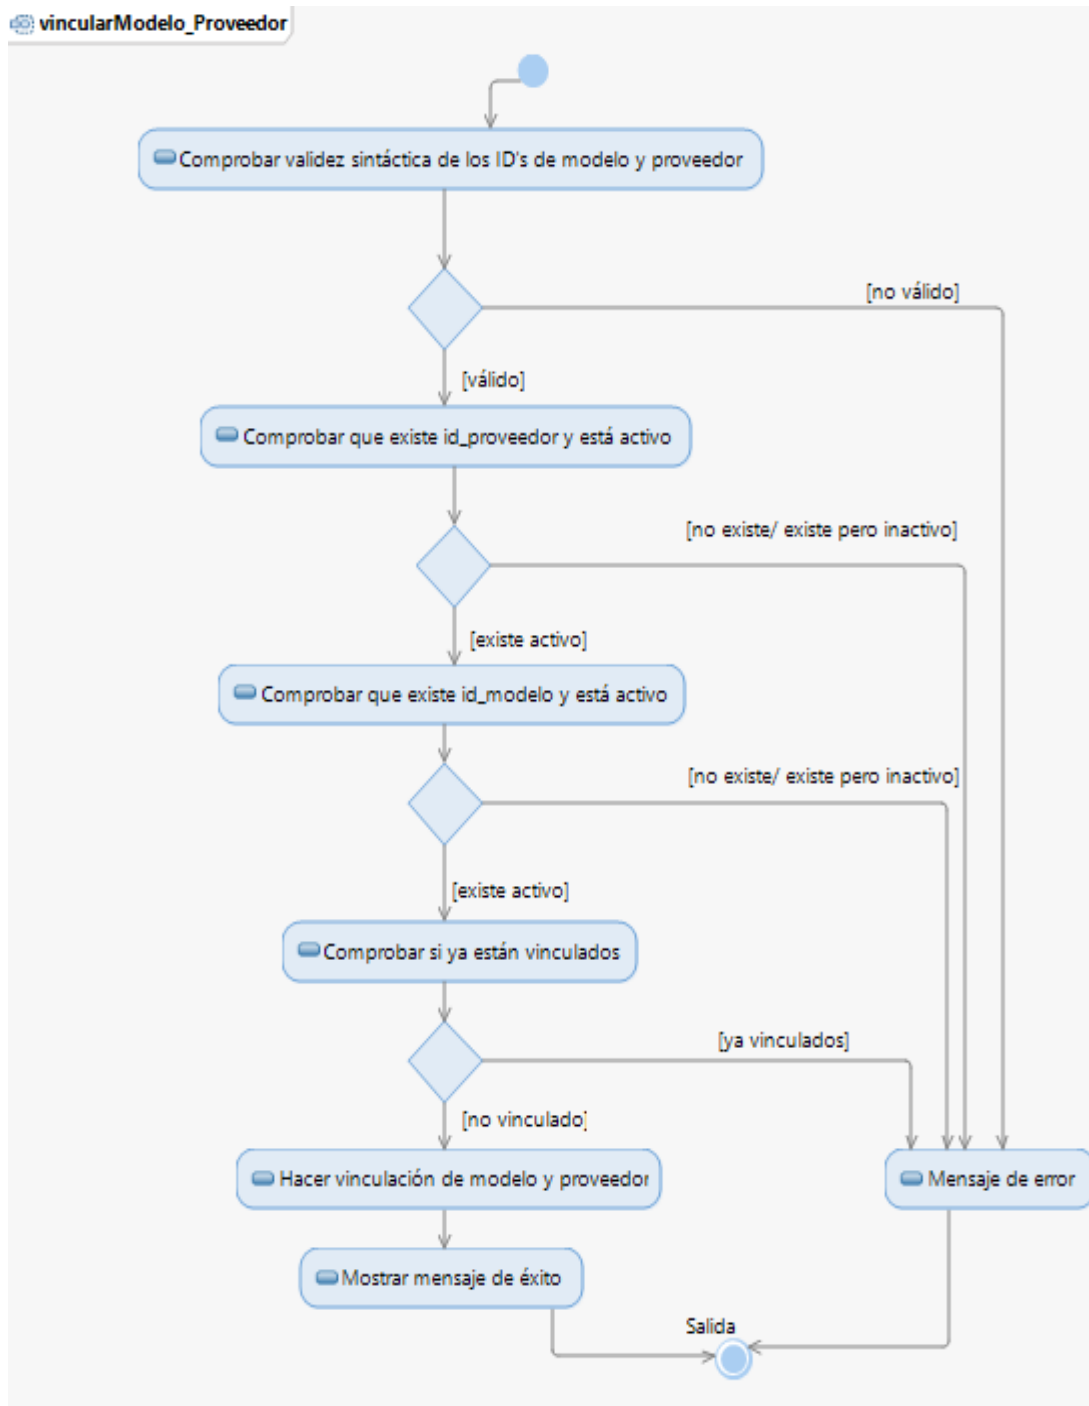 vincularModelo_Proveedor
Comprobar validez sintáctica de los ID's de modelo y proveedor
[no válido]
[válido]
Comprobar que existe id_proveedor y está activo
[no existe/ existe pero inactivo]
[existe activo]
Comprobar que existe id_modelo y está activo
[no existe/ existe pero inactivo]
[existe activo]
Comprobar si ya están vinculados
[ya vinculados]
[no vinculado]
Hacer vinculación de modelo y proveedor
Mensaje de error
Mostrar mensaje de éxito
Salida